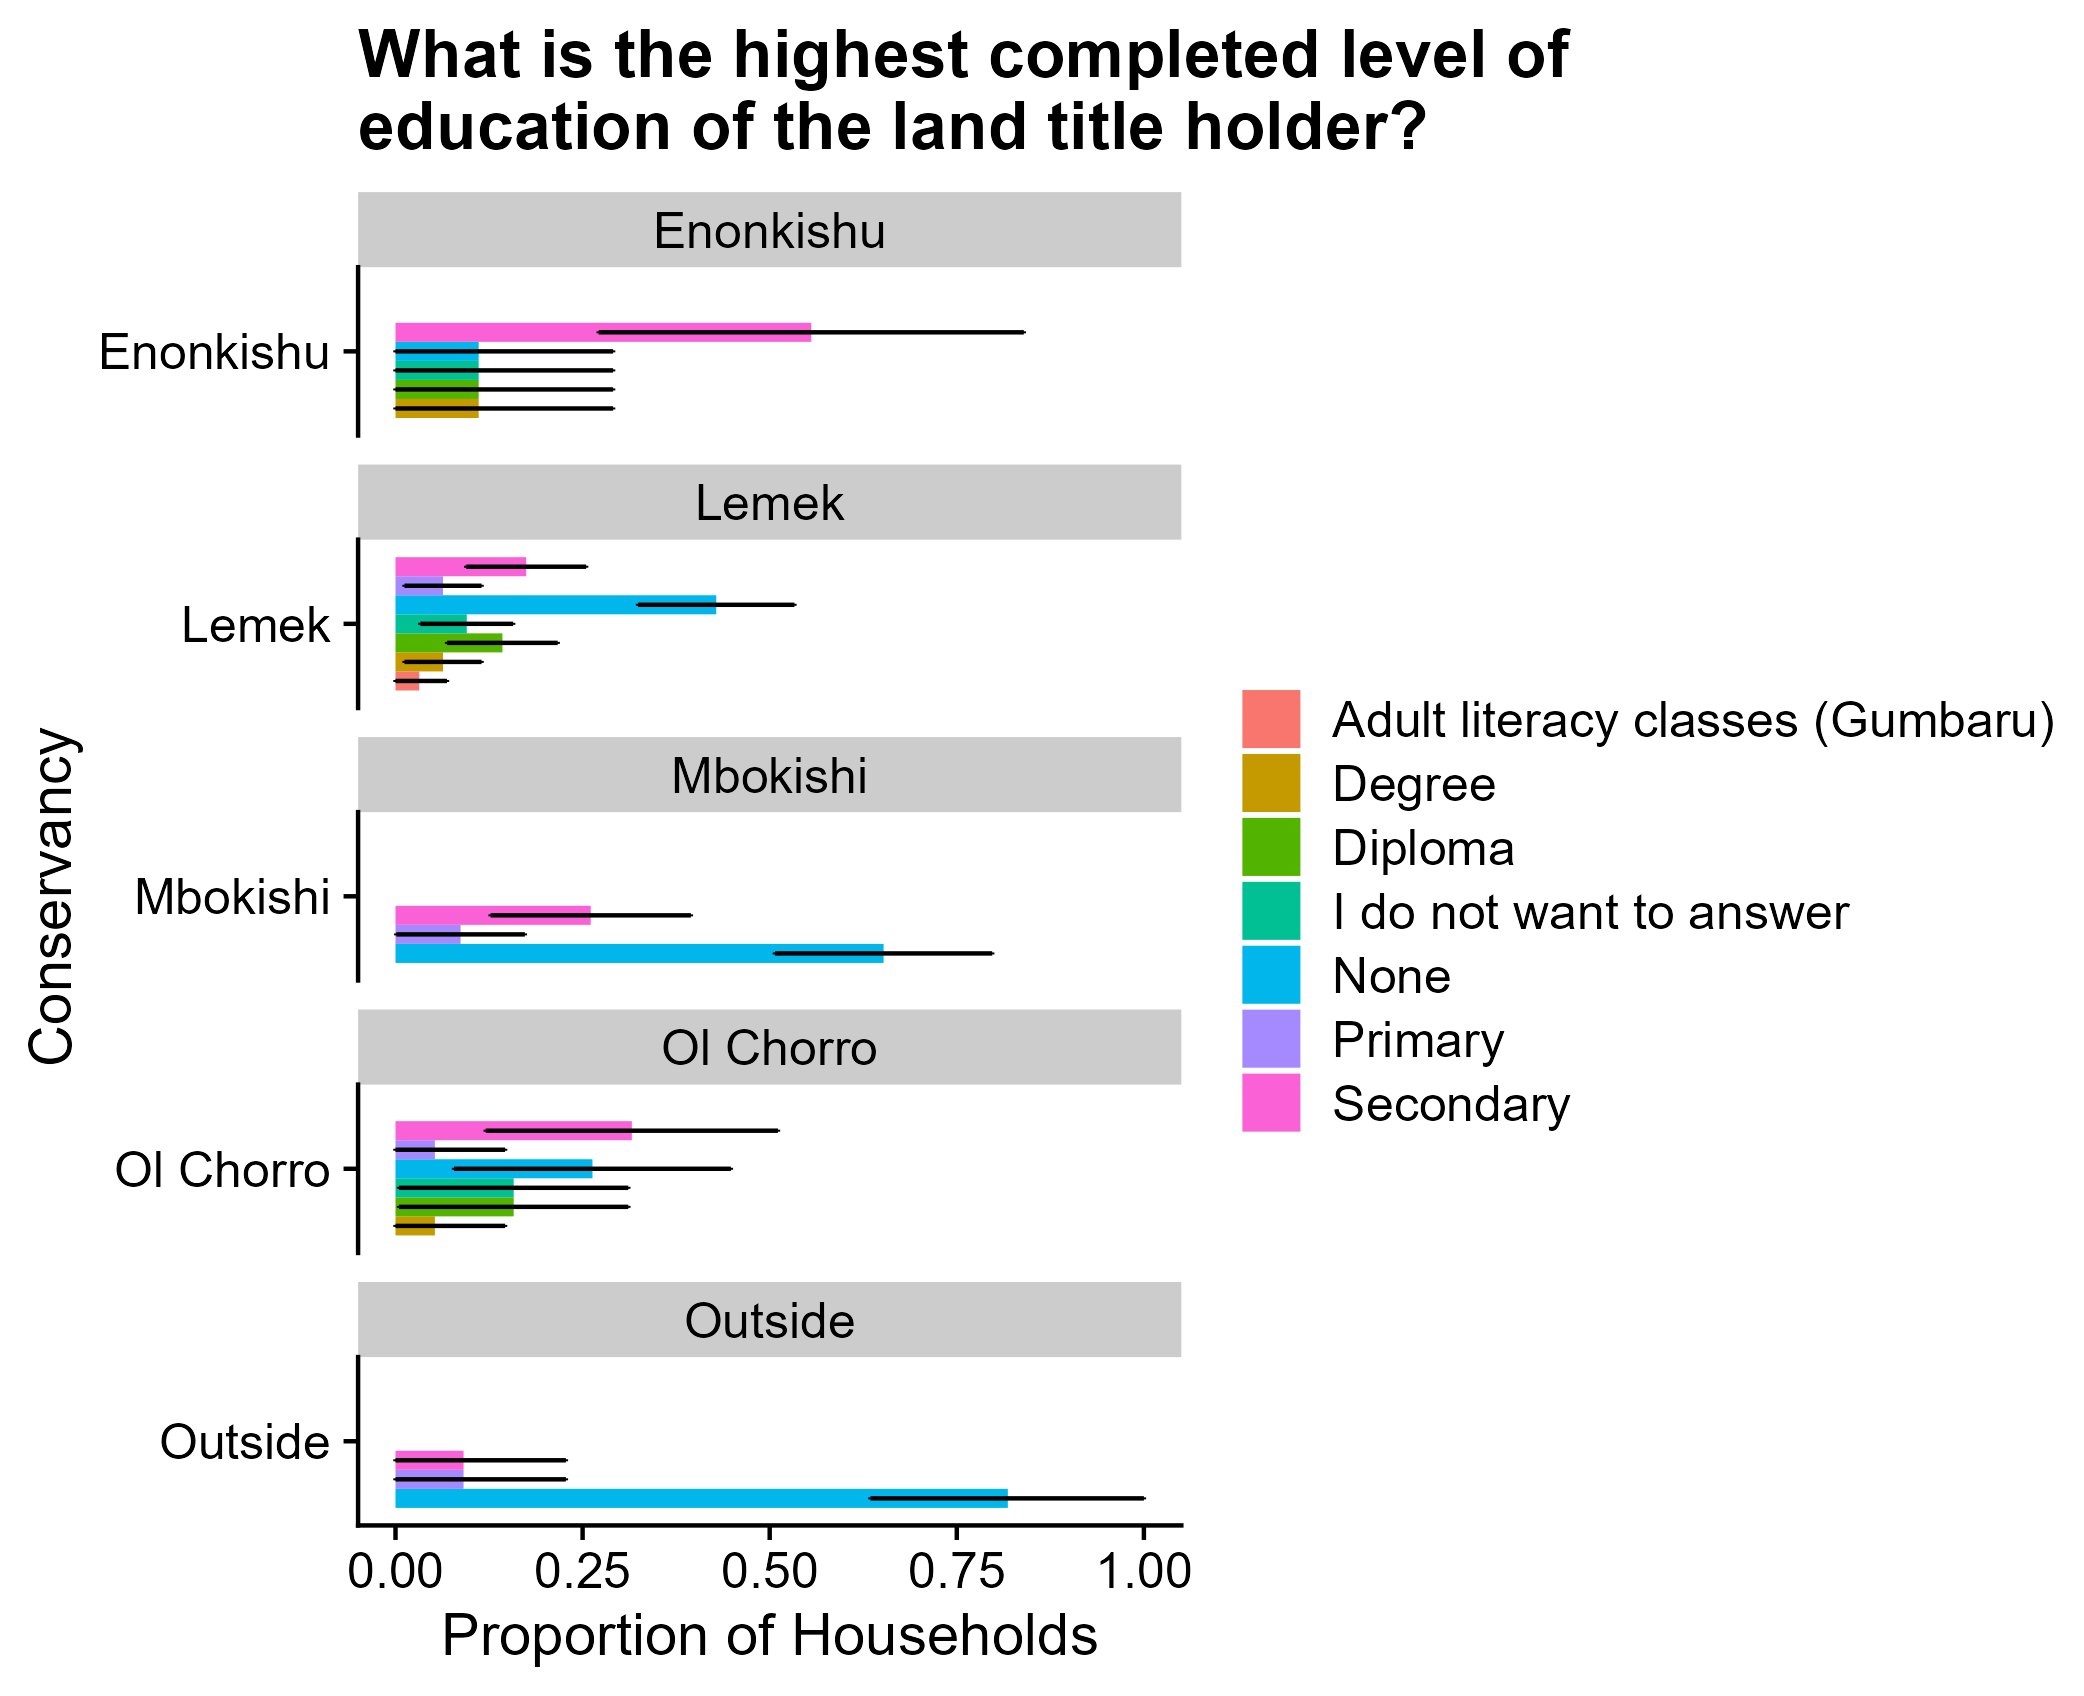 What is the highest completed level of
education of the land title holder?
Enonkishu
Enonkishu
Lemek
Lemek
Mbokishi
Mbokishi
Ol Chorro
Ol Chorro
Outside
Outside
0.00 0.25 0.50 0.75 1.00
Proportion of Households
Conservancy
Adult literacy classes (Gumbaru)
Degree
Diploma
I do not want to answer
None
Primary
Secondary